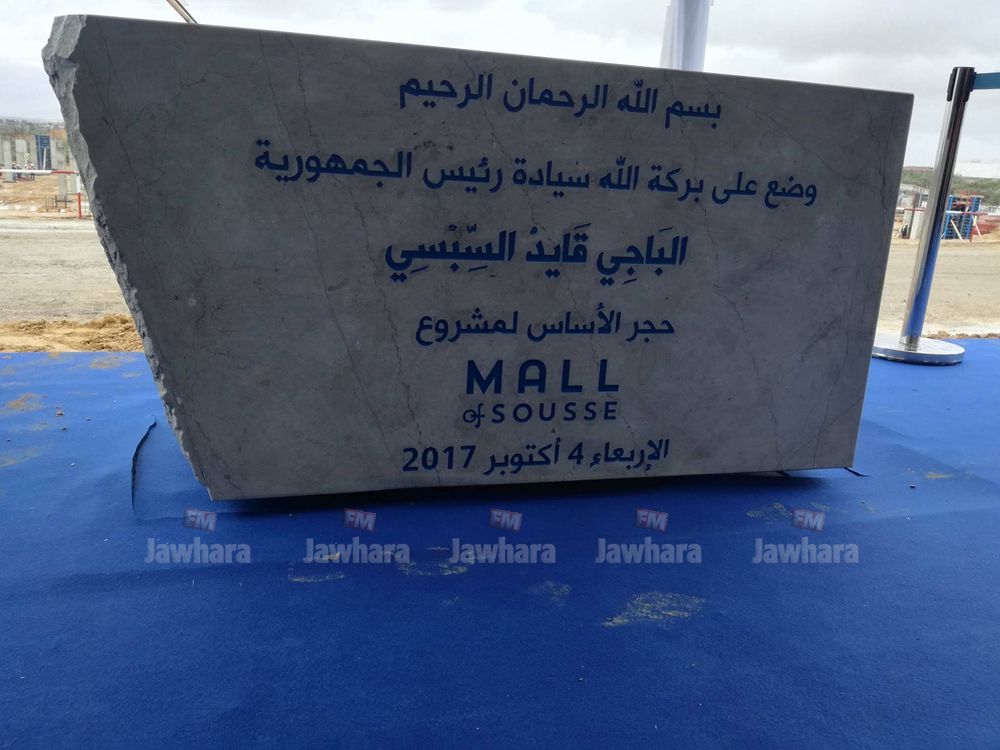 بسم الله الرحمان الرحيم
وضع على بركة الله سيادة رئيس الجمهورية
البَاجِي قَايدْ السِّبْسِي
حجر الأساس لمشروع
MALL
of SOUSSE
الإربعاء 4 أكتوبر 2017
FM FM FM FM FM
Jawhara Jawhara Jawhara Jawhara Jawhara